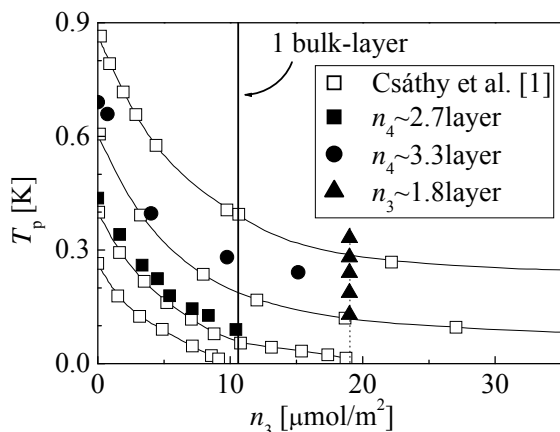 0.9
0.6
0.3
0.0
T_p [K]
1 bulk-layer
Csáthy et al. [1]
n_4~2.7layer
n_4~3.3layer
n_3~1.8layer
0 10 20 30
n_3 [μmol/m²]